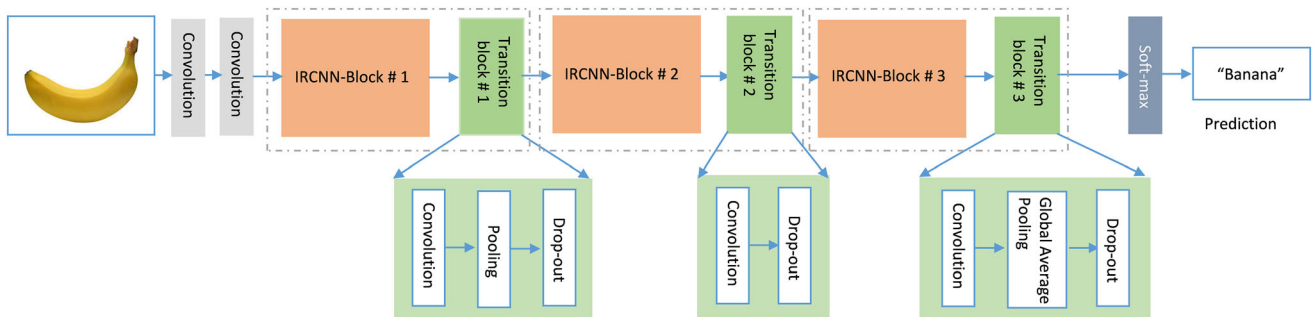 Convolution
Convolution
IRCNN-Block # 1
Transition
block # 1
IRCNN-Block # 2
Transition
block # 2
IRCNN-Block # 3
Transition
block # 3
Soft-max
“Banana”
Prediction
Convolution
Pooling
Drop-out
Convolution
Drop-out
Convolution
Global Average
Pooling
Drop-out